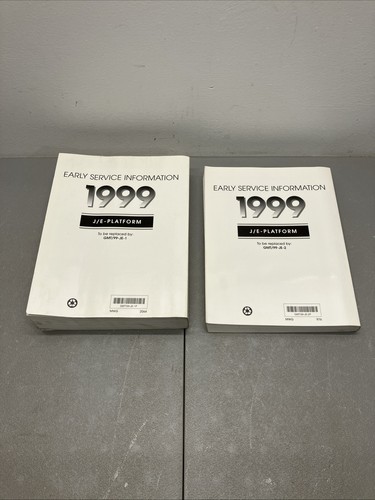 EARLY SERVICE INFORMATION
1999
J/E-PLATFORM
To be replaced by:
GMT/99-JE-1
EARLY SERVICE INFORMATION
1999
J/E-PLATFORM
To be replaced by:
GMT/99-JE-2